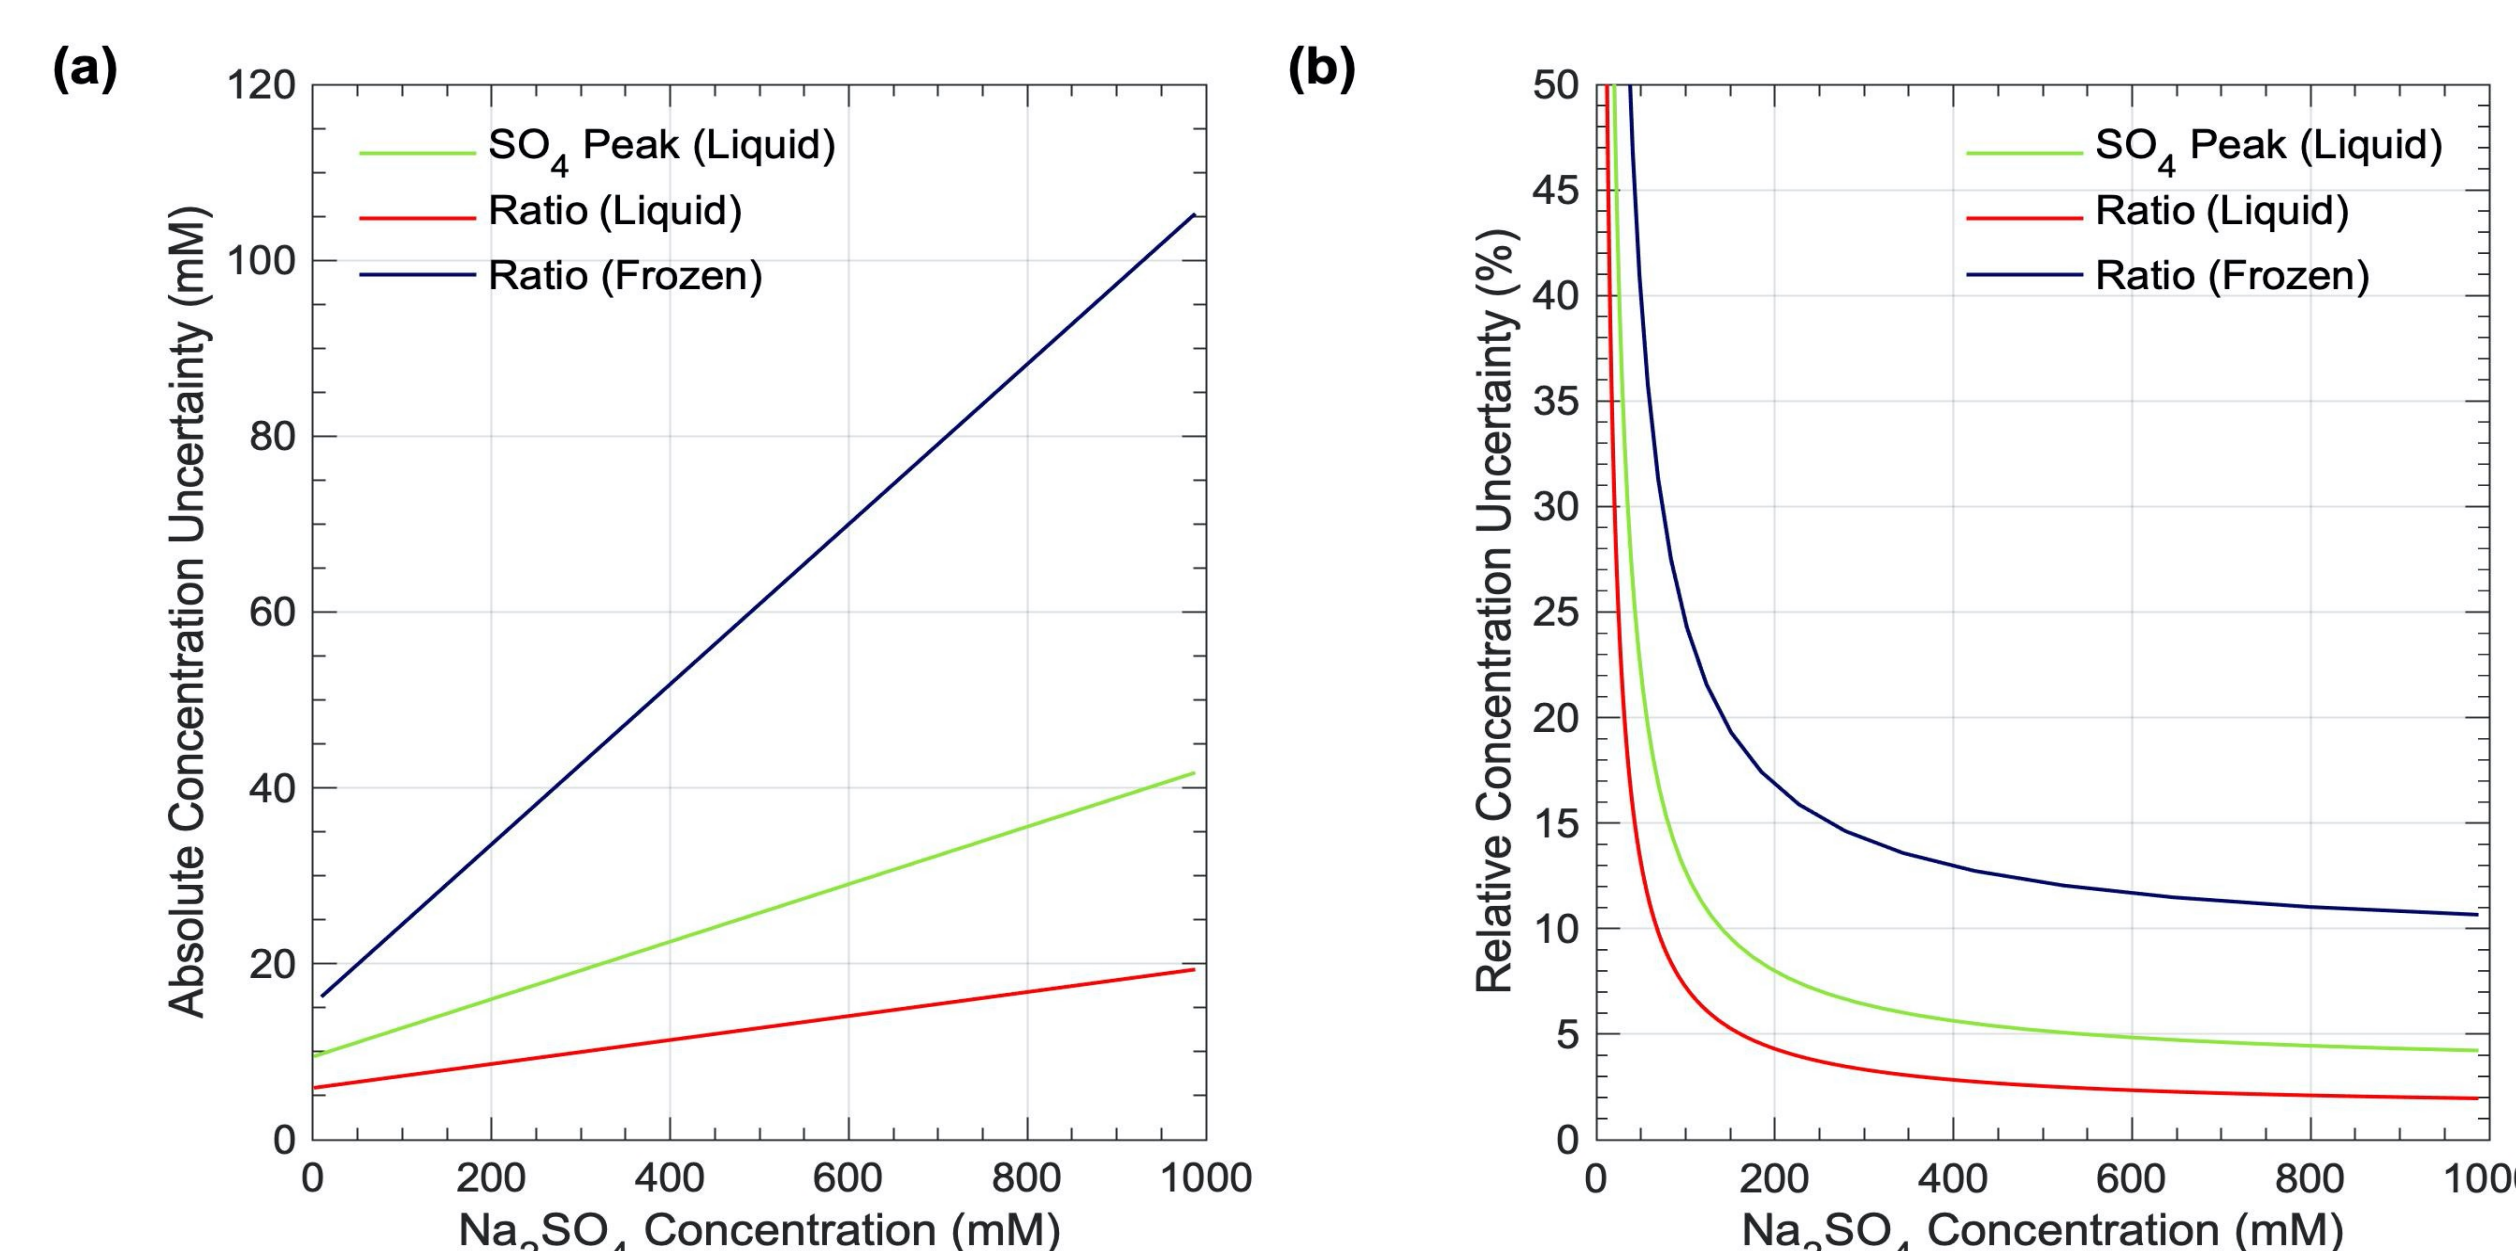 (a)
120
100
80
60
40
20
0
Absolute Concentration Uncertainty (mM)
SO4 Peak (Liquid)
Ratio (Liquid)
Ratio (Frozen)
0 200 400 600 800 1000
Na2SO4 Concentration (mM)
(b)
50
45
40
35
30
25
20
15
10
5
0
Relative Concentration Uncertainty (%)
SO4 Peak (Liquid)
Ratio (Liquid)
Ratio (Frozen)
0 200 400 600 800 100
Na2SO4 Concentration (mM)